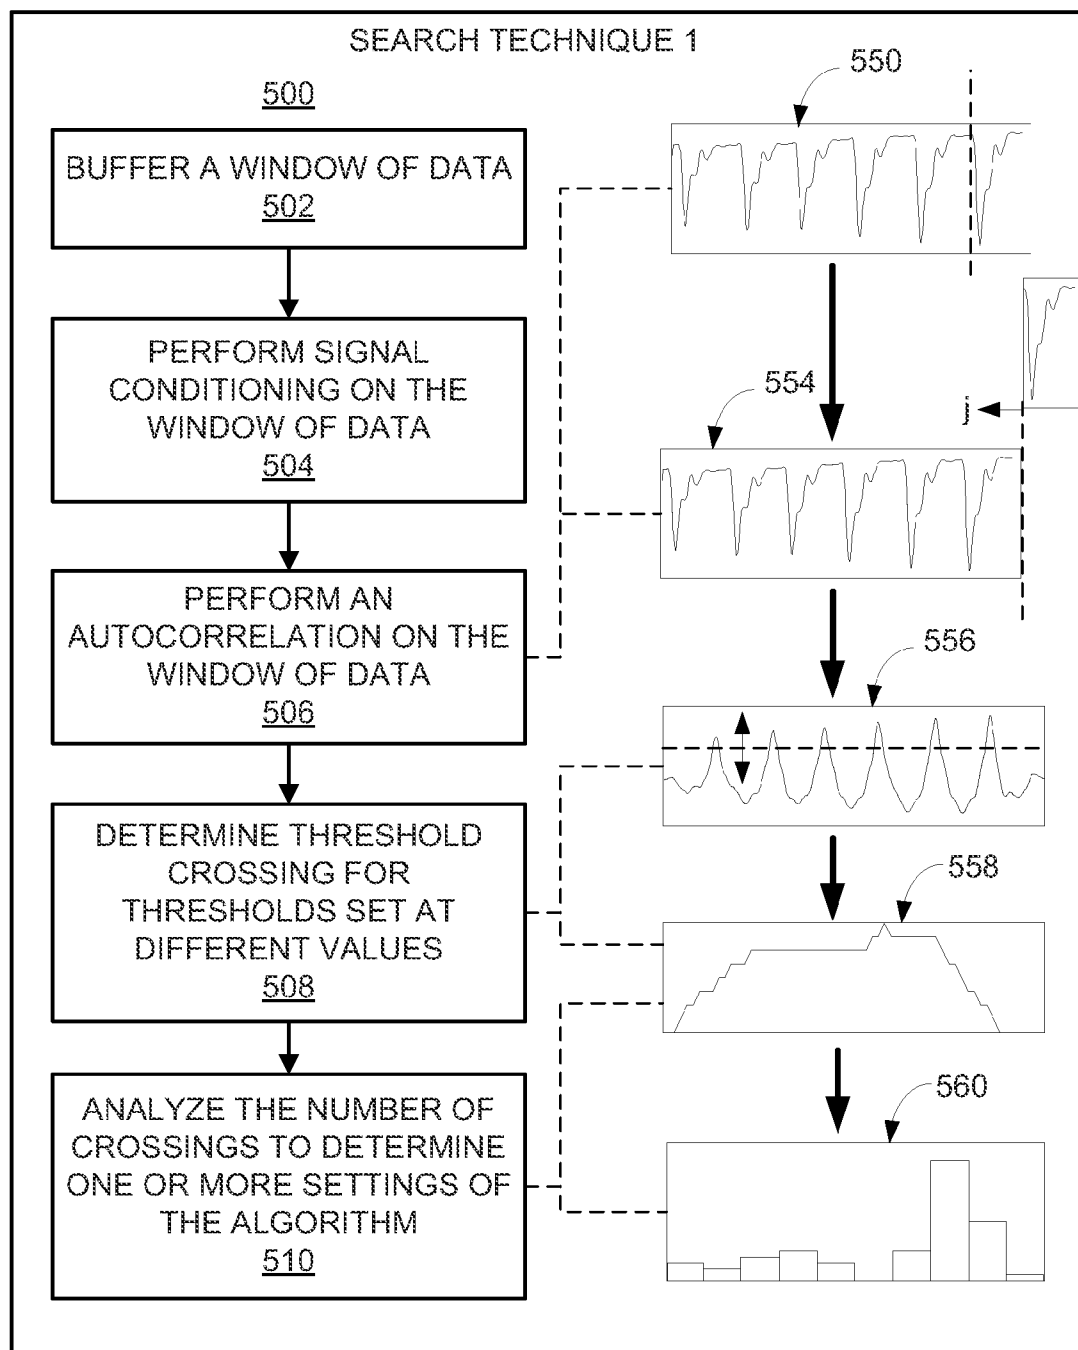 SEARCH TECHNIQUE 1
500
BUFFER A WINDOW OF DATA
502
PERFORM SIGNAL
CONDITIONING ON THE
WINDOW OF DATA
504
PERFORM AN
AUTOCORRELATION ON THE
WINDOW OF DATA
506
DETERMINE THRESHOLD
CROSSING FOR
THRESHOLDS SET AT
DIFFERENT VALUES
508
ANALYZE THE NUMBER OF
CROSSINGS TO DETERMINE
ONE OR MORE SETTINGS OF
THE ALGORITHM
510
550
j
554
556
558
560